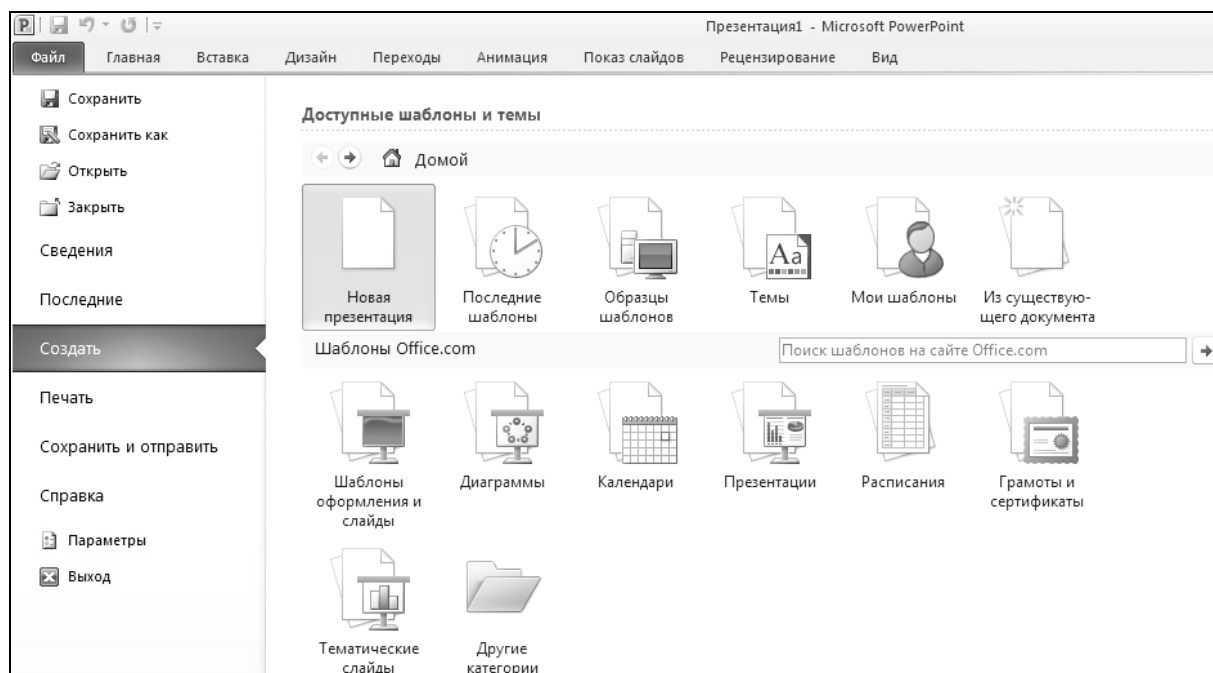 Презентация1 - Microsoft PowerPoint
Файл Главная Вставка Дизайн Переходы Анимация Показ слайдов Рецензирование Вид
Сохранить
Сохранить как
Открыть
Закрыть
Сведения
Последние
Создать
Печать
Сохранить и отправить
Справка
Параметры
Выход
Доступные шаблоны и темы
Домой
Новая
презентация
Последние
шаблоны
Образцы
шаблонов
Темы
Мои шаблоны
Из существую-
щего документа
Шаблоны Office.com
Поиск шаблонов на сайте Office.com
Шаблоны
оформления и
слайды
Диаграммы
Календари
Презентации
Расписания
Грамоты и
сертификаты
Тематические
слайды
Другие
категории